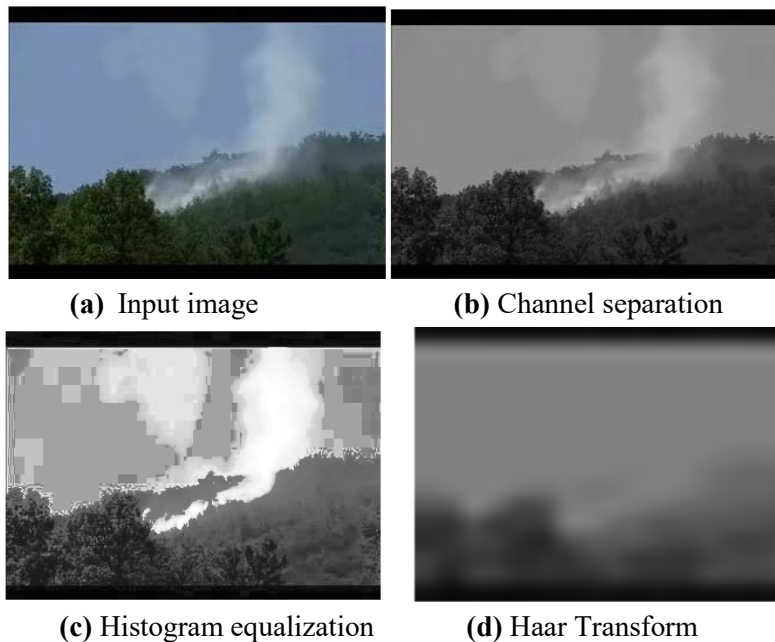 (a) Input image
(b) Channel separation
(c) Histogram equalization
(d) Haar Transform